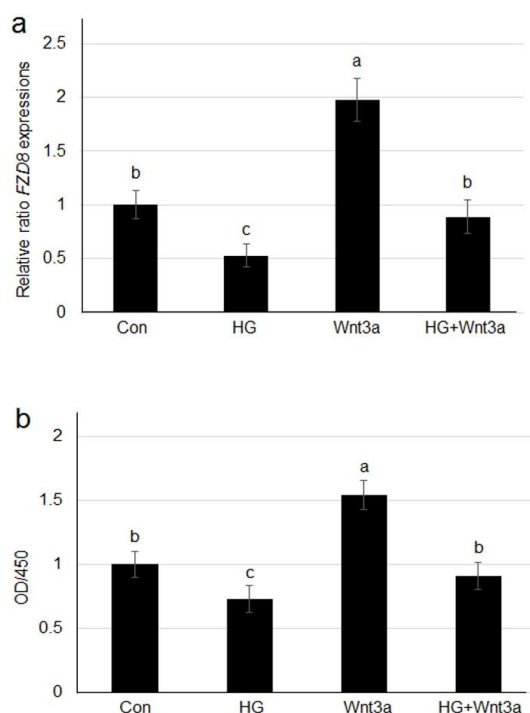 a
Relative ratio FZD8 expressions
2.5
2
1.5
1
0.5
0
b
c
a
b
Con HG Wnt3a HG+Wnt3a
b
OD/450
2
1.5
1
0.5
0
b
c
a
b
Con HG Wnt3a HG+Wnt3a